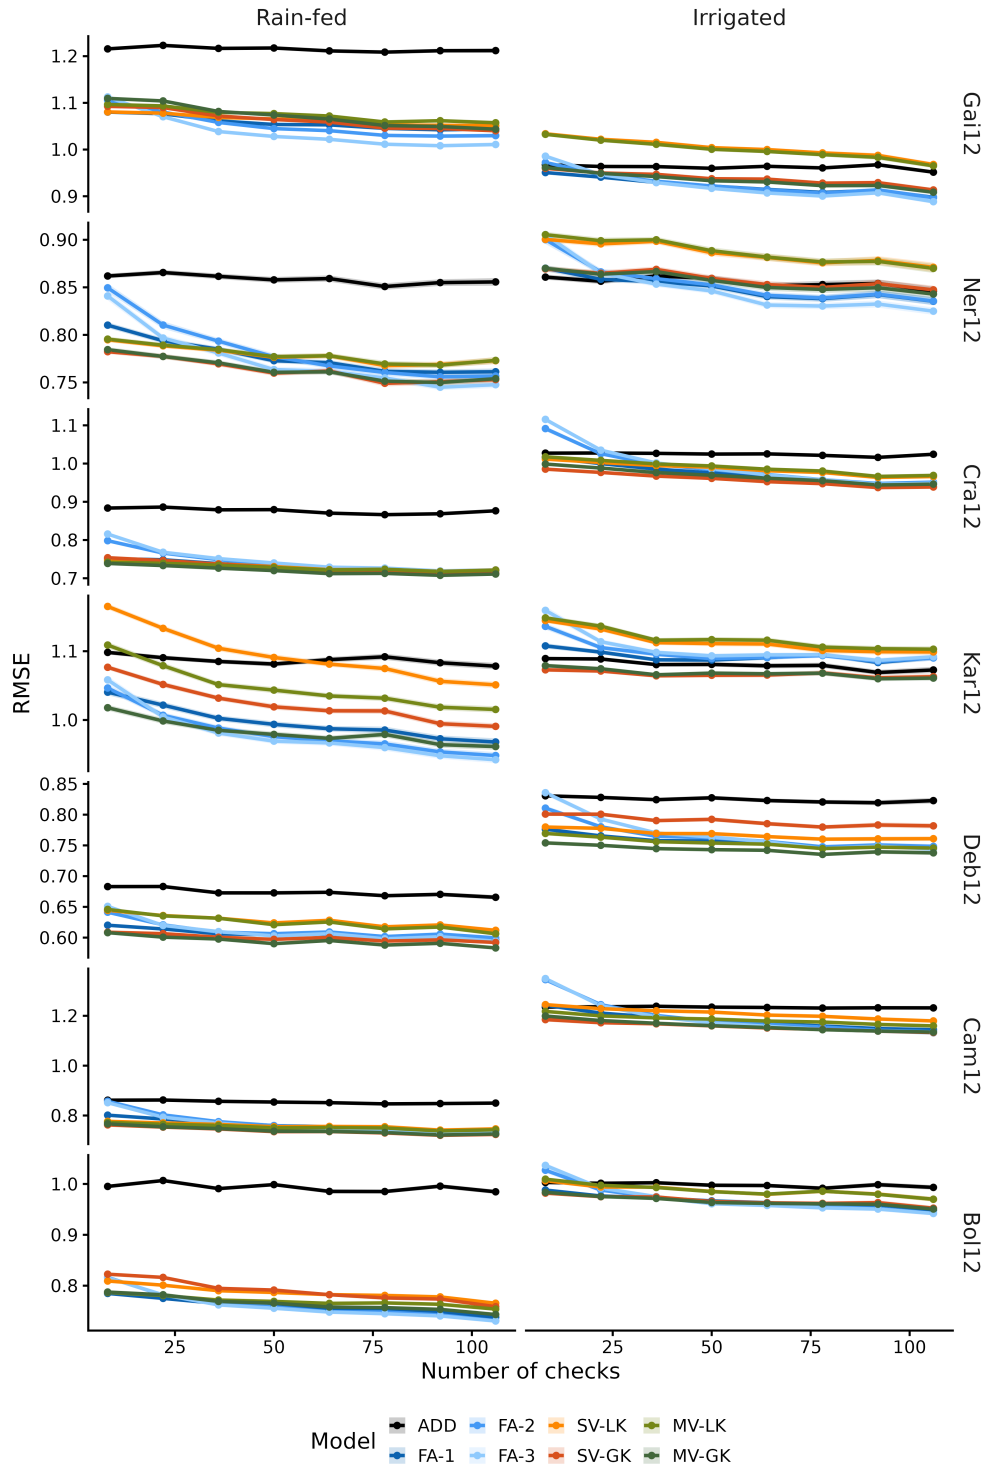 Rain-fed Irrigated
1.2
1.1
1.0
0.9
Gai12
0.90
0.85
0.80
0.75
Ner12
1.1
1.0
0.9
0.8
0.7
Cra12
1.1
1.0
Kar12
RMSE
0.85
0.80
0.75
0.70
0.65
0.60
Deb12
1.2
1.0
0.8
Cam12
1.0
0.9
0.8
Bol12
25 50 75 100 25 50 75 100
Number of checks
Model
ADD FA-2 SV-LK MV-LK
FA-1 FA-3 SV-GK MV-GK